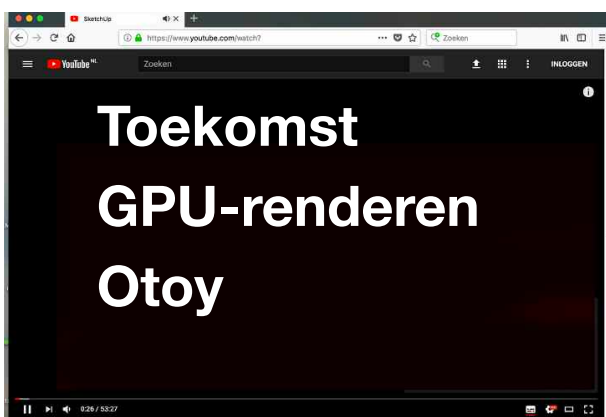 SketchUp
https://www.youtube.com/watch?
Zoeken
YouTube NL
Zoeken
INLOGGEN
Toekomst
GPU-renderen
Otoy
0:26 / 53:27